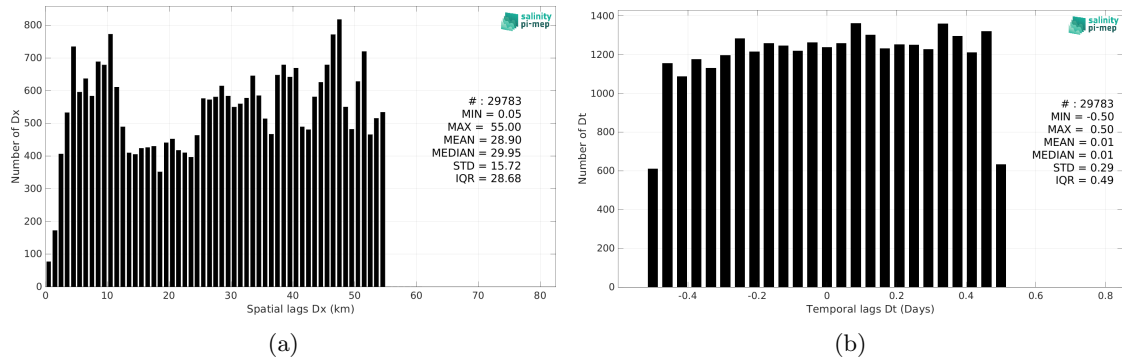 800
700
600
500
400
300
200
100
0
Number of Dx
0 10 20 30 40 50 60 70 80
Spatial lags Dx (km)
salinity
pi-mep
# : 29783
MIN = 0.05
MAX = 55.00
MEAN = 28.90
MEDIAN = 29.95
STD = 15.72
IQR = 28.68
(a)
1400
1200
1000
800
600
400
200
0
Number of Dt
-0.4 -0.2 0 0.2 0.4 0.6 0.8
Temporal lags Dt (Days)
salinity
pi-mep
# : 29783
MIN = -0.50
MAX = 0.50
MEAN = 0.01
MEDIAN = 0.01
STD = 0.29
IQR = 0.49
(b)